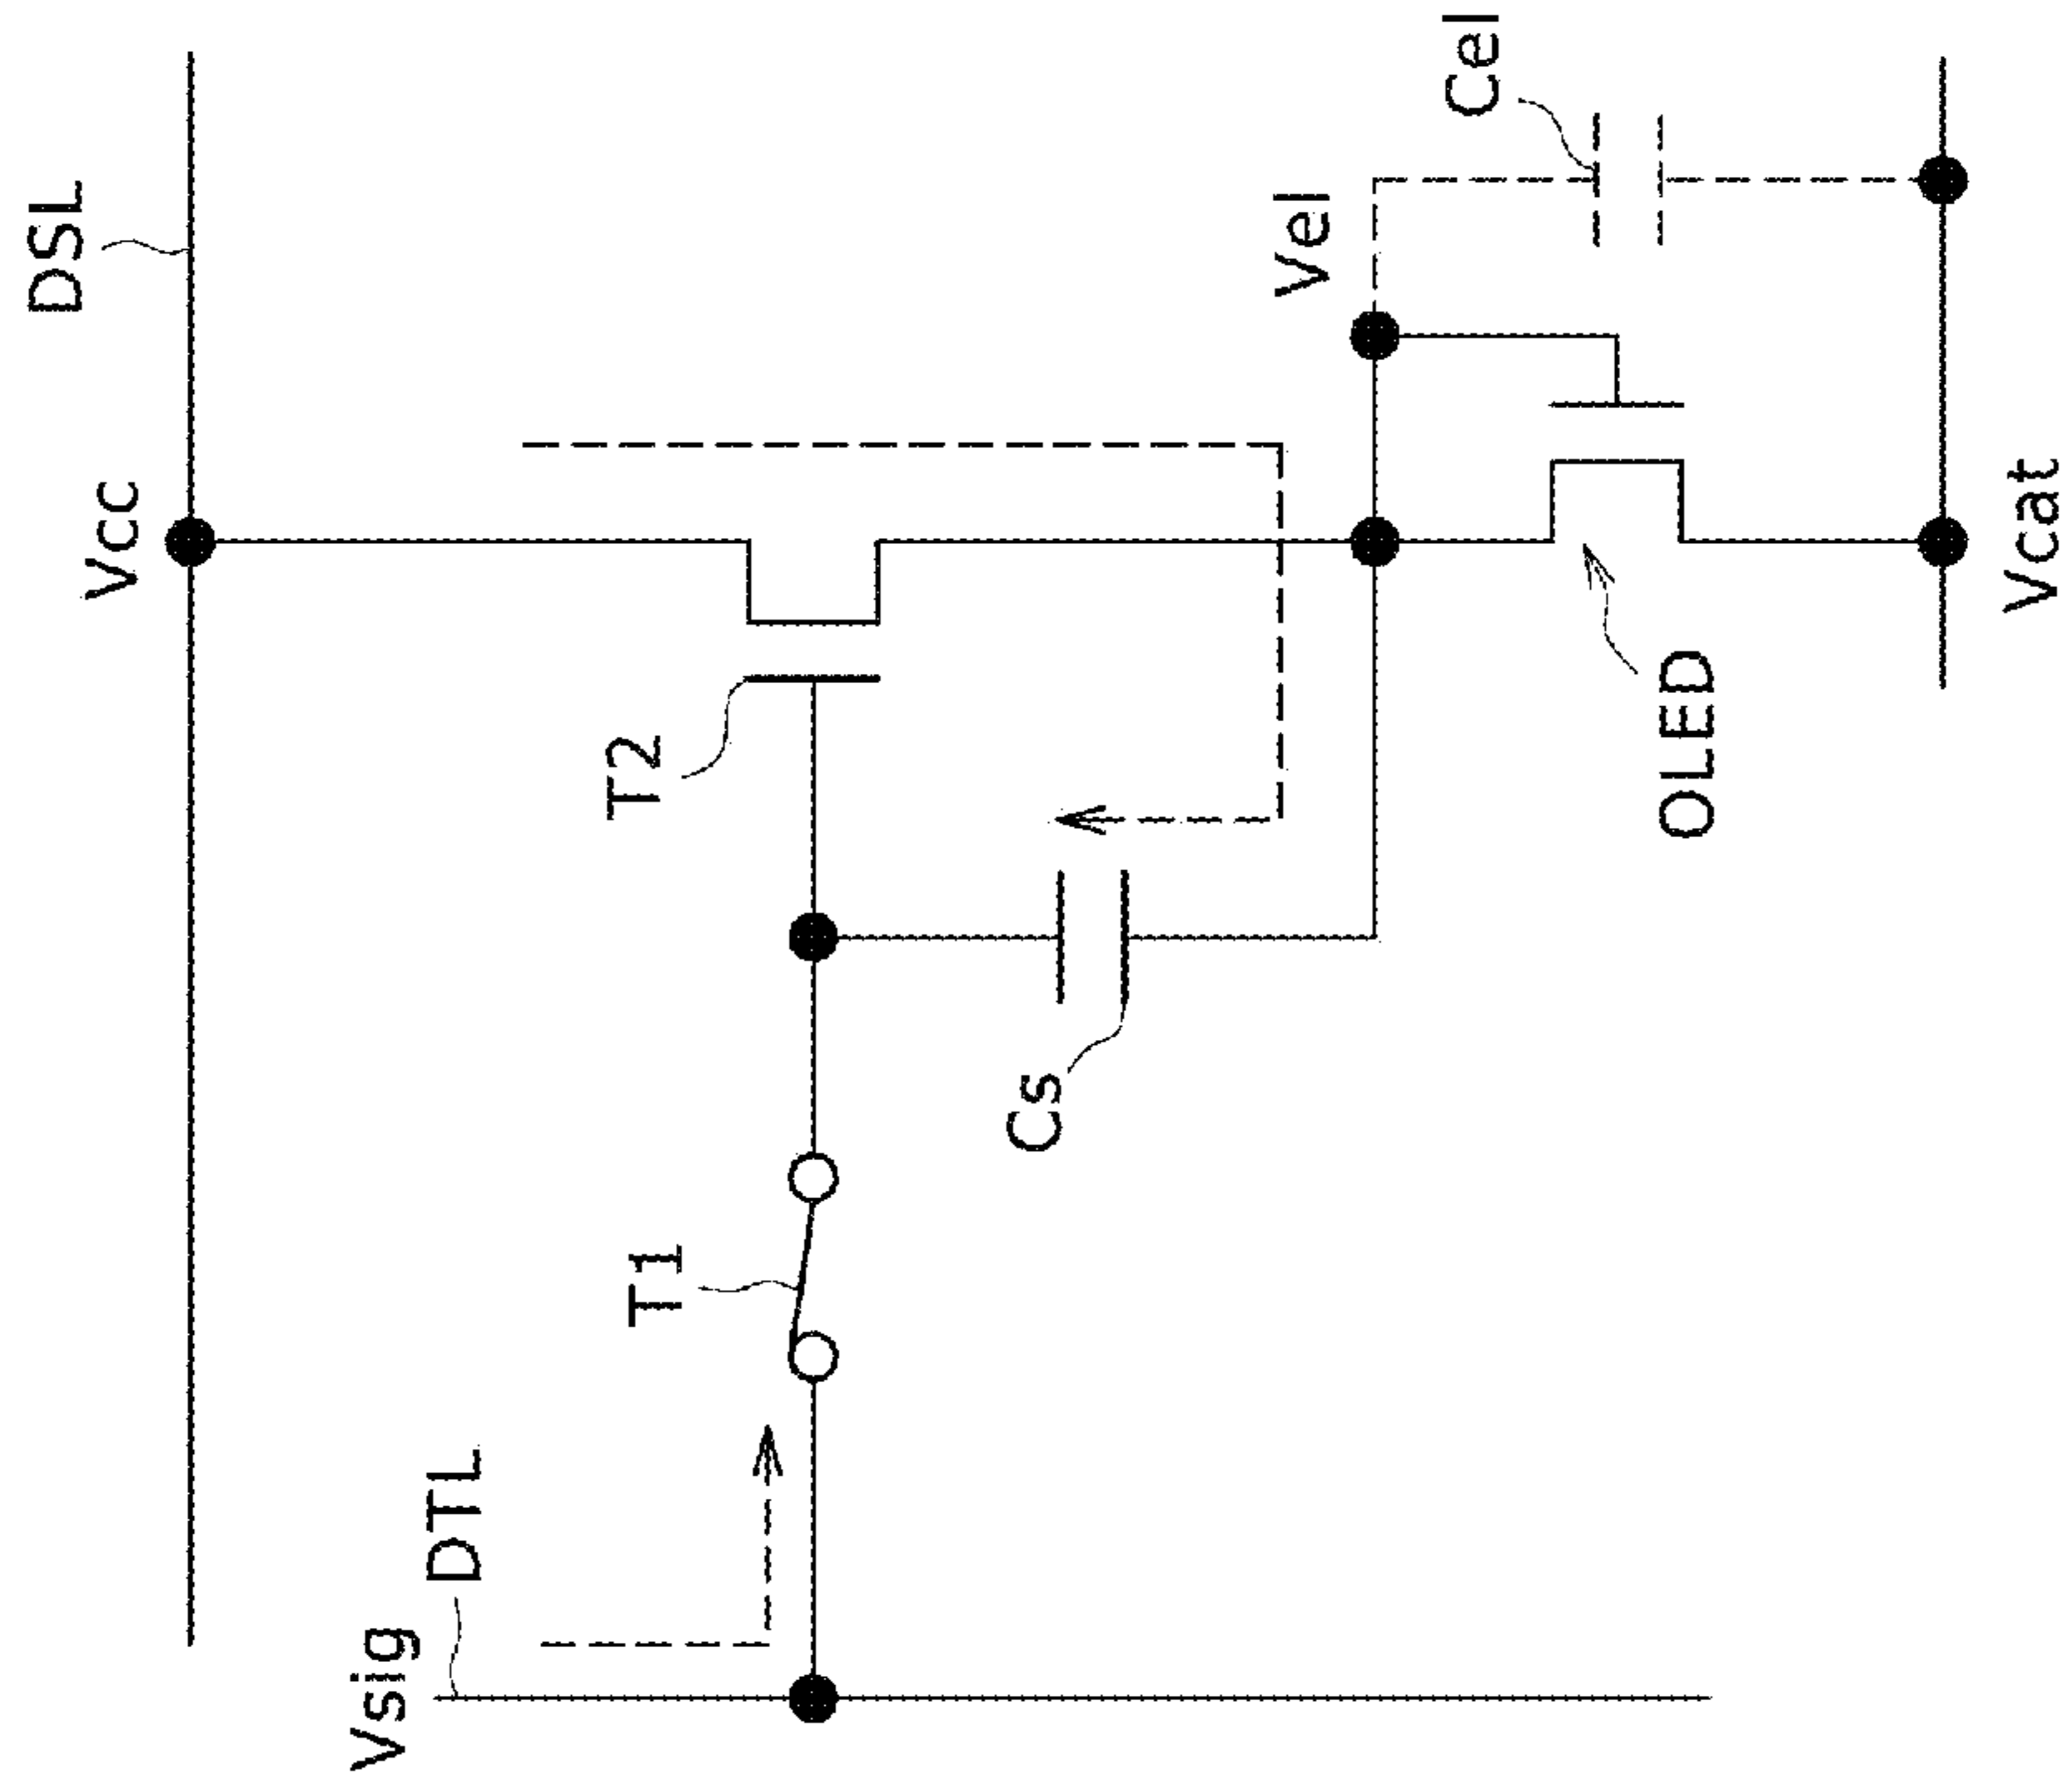 DSL
Vcc
Vsig
DTL
T1
T2
Cs
Vel
Cel
OLED
Vcat